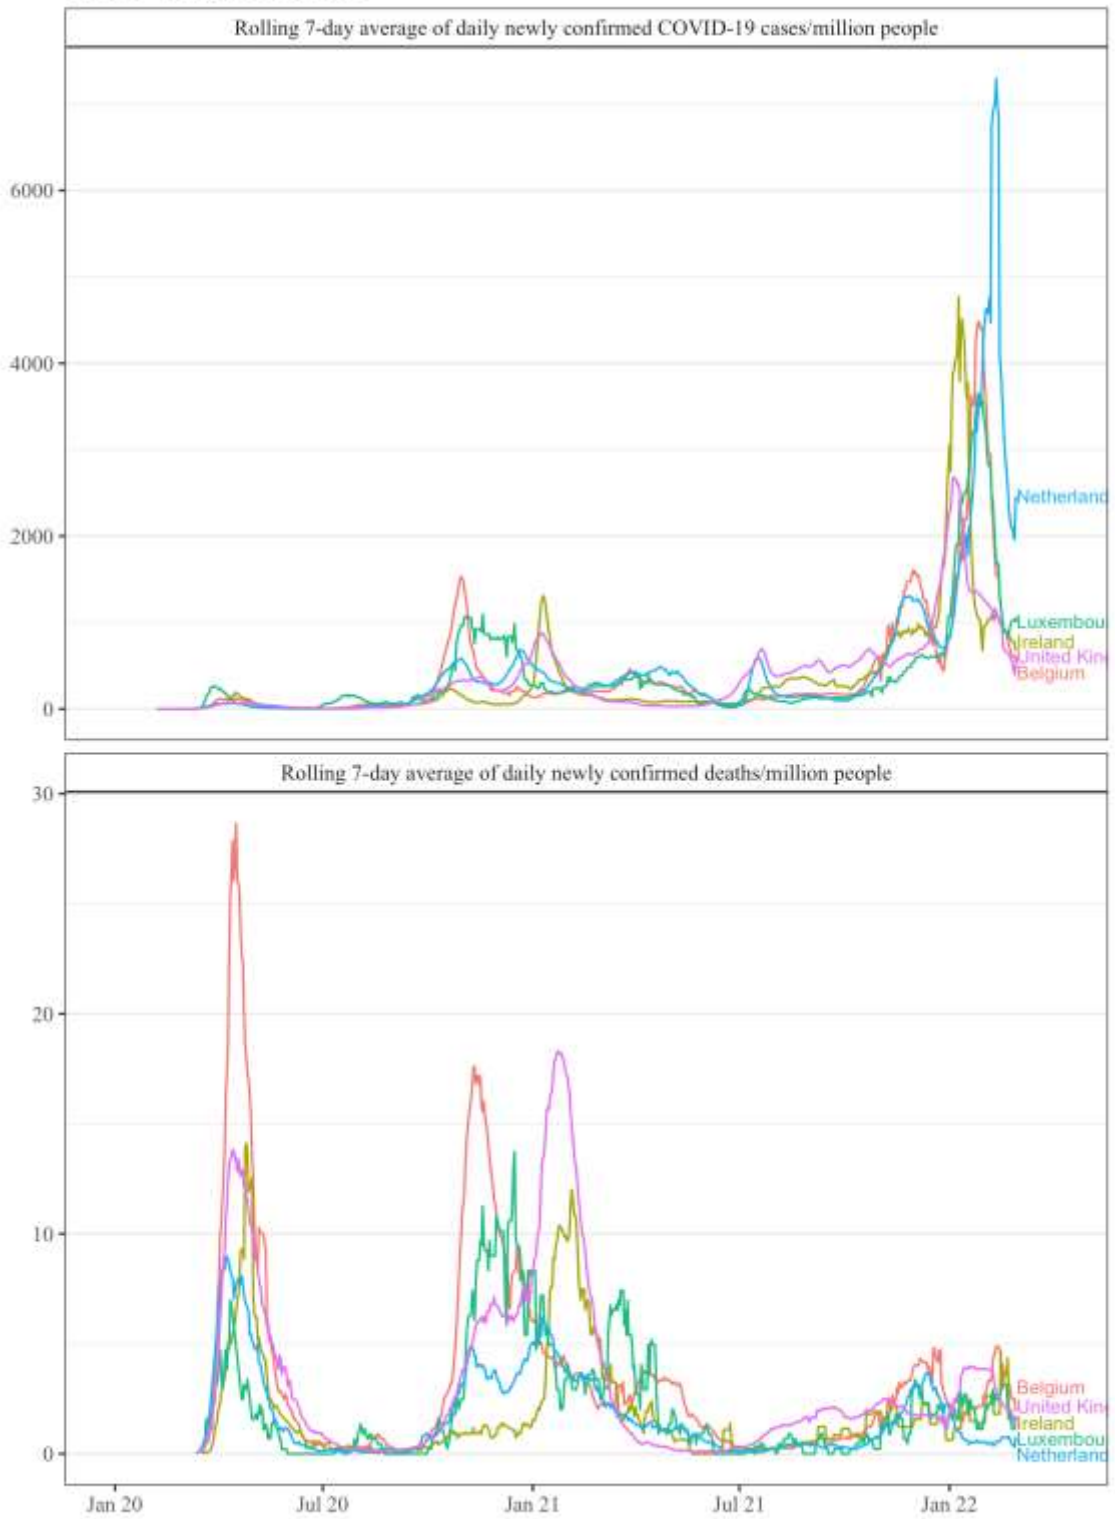 Rolling 7-day average of daily newly confirmed COVID-19 cases/million people
6000
4000
2000
0
Netherland
Luxembou
Ireland
United King
Belgium
Rolling 7-day average of daily newly confirmed deaths/million people
30
20
10
0
Belgium
United King
Ireland
Luxembou
Netherland
Jan 20
Jul 20
Jan 21
Jul 21
Jan 22